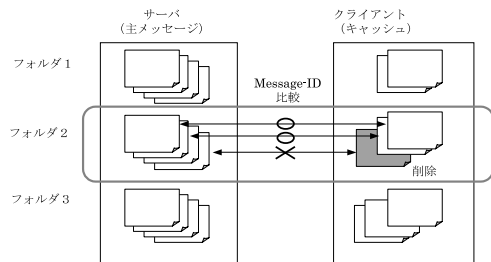 サーバ
（主メッセージ）
クライアント
（キャッシュ）
フォルダ1
Message-ID
比較
フォルダ2
削除
フォルダ3